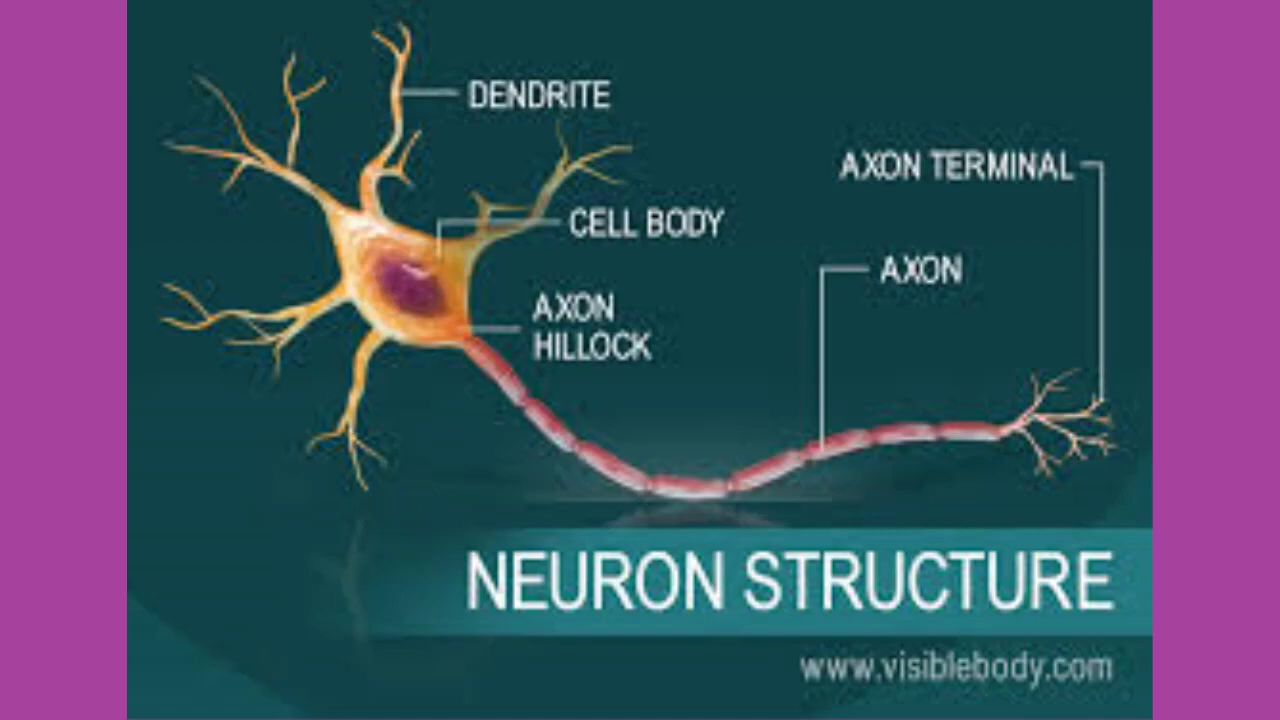 DENDRITE
AXON TERMINAL
CELL BODY
AXON
AXON
HILLOCK
NEURON STRUCTURE
www.visiblebody.com